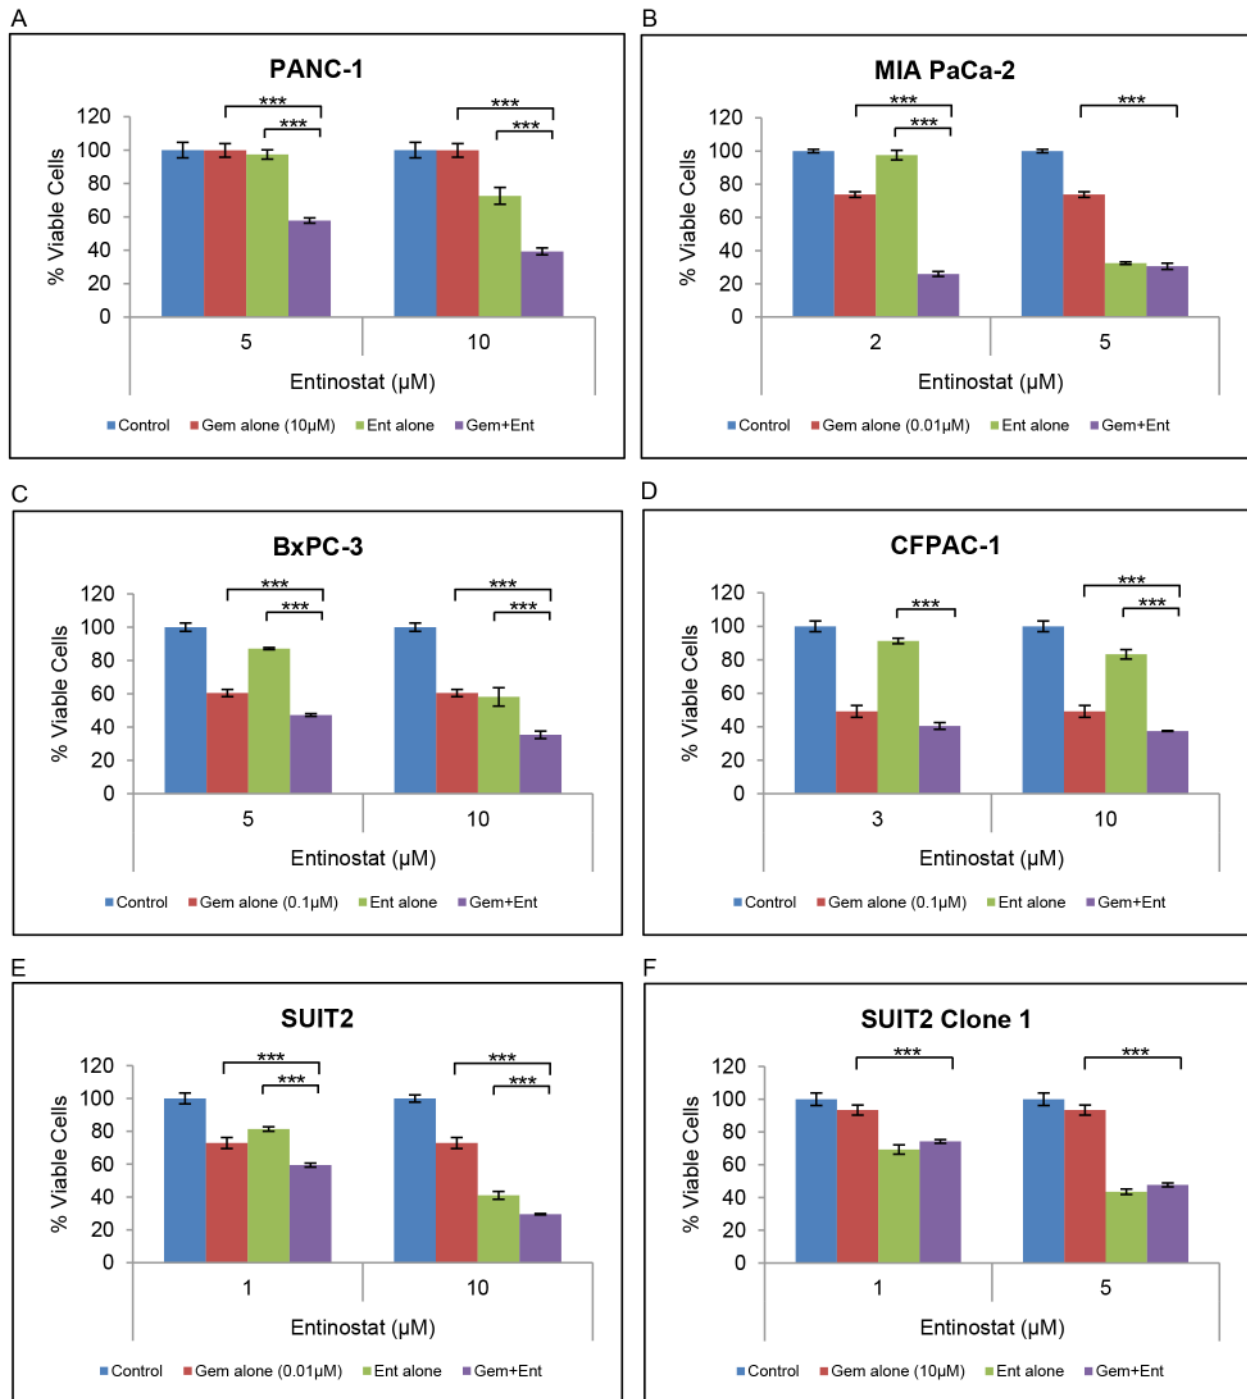 A
PANC-1
*** ***
*** ***
120
100
80
60
40
20
0
% Viable Cells
5 10
Entinostat (µM)
Control Gem alone (10µM) Ent alone Gem+Ent
B
MIA PaCa-2
*** ***
***
120
100
80
60
40
20
0
% Viable Cells
2 5
Entinostat (µM)
Control Gem alone (0.01µM) Ent alone Gem+Ent
C
BxPC-3
*** ***
*** ***
120
100
80
60
40
20
0
% Viable Cells
5 10
Entinostat (µM)
Control Gem alone (0.1µM) Ent alone Gem+Ent
D
CFPAC-1
***
*** ***
120
100
80
60
40
20
0
% Viable Cells
3 10
Entinostat (µM)
Control Gem alone (0.1µM) Ent alone Gem+Ent
E
SUIT2
*** ***
*** ***
120
100
80
60
40
20
0
% Viable Cells
1 10
Entinostat (µM)
Control Gem alone (0.01µM) Ent alone Gem+Ent
F
SUIT2 Clone 1
*** ***
120
100
80
60
40
20
0
% Viable Cells
1 5
Entinostat (µM)
Control Gem alone (10µM) Ent alone Gem+Ent